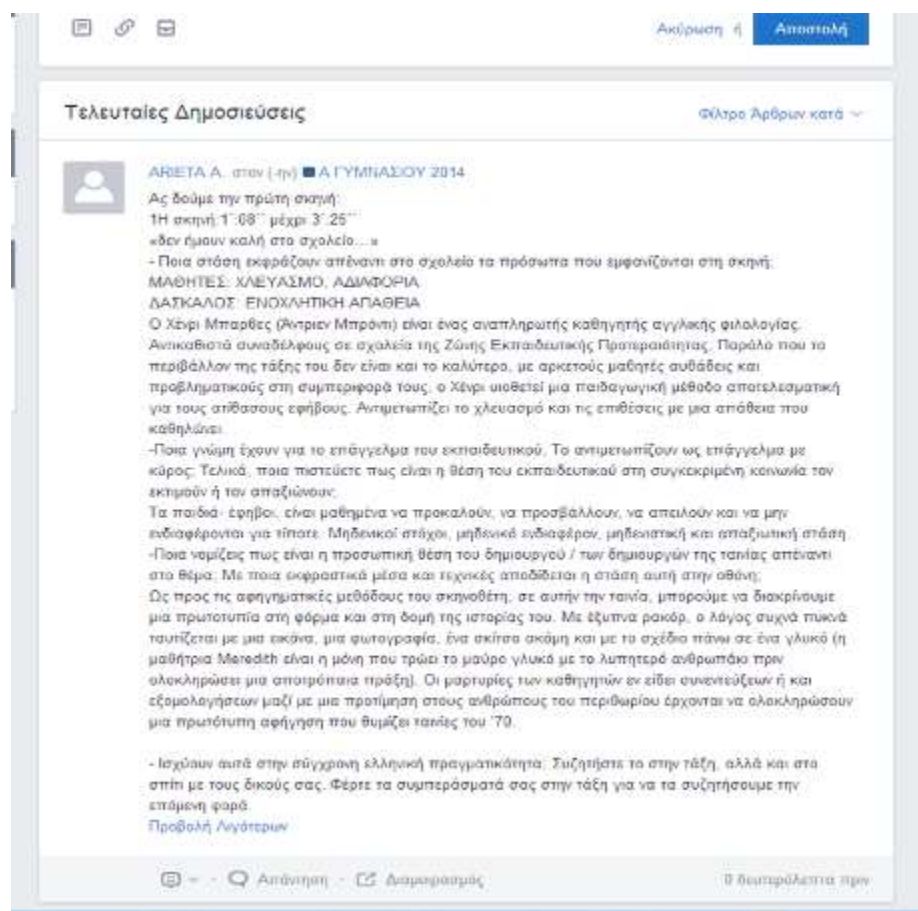 Ακύρωση ή Αποστολή
Τελευταίες Δημοσιεύσεις
Φίλτρο Άρθρων κατά
ARIETA A. στον (-ην) Α ΓΥΜΝΑΣΙΟΥ 2014
Ας δούμε την πρώτη σκηνή:
1Η σκηνή:1΄:08΄΄ μέχρι 3΄:25΄΄
«δεν ήμουν καλή στο σχολείο…»
- Ποια στάση εκφράζουν απέναντι στο σχολείο τα πρόσωπα που εμφανίζονται στη σκηνή;
ΜΑΘΗΤΕΣ: ΧΛΕΥΑΣΜΟ, ΑΔΙΑΦΟΡΙΑ
ΔΑΣΚΑΛΟΣ: ΕΝΟΧΛΗΤΙΚΗ ΑΠΑΘΕΙΑ
Ο Χένρι Μπαρθες (Άντριεν Μπρόντι) είναι ένας αναπληρωτής καθηγητής αγγλικής φιλολογίας.
Αντικαθιστά συναδέλφους σε σχολεία της Ζώνης Εκπαιδευτικής Προτεραιότητας. Παρόλο που το
περιβάλλον της τάξης του δεν είναι και το καλύτερο, με αρκετούς μαθητές αυθάδεις και
προβληματικούς στη συμπεριφορά τους, ο Χένρι υιοθετεί μια παιδαγωγική μέθοδο αποτελεσματική
για τους ατίθασους εφήβους. Αντιμετωπίζει το χλευασμό και τις επιθέσεις με μια απάθεια που
καθηλώνει.
-Ποια γνώμη έχουν για το επάγγελμα του εκπαιδευτικού; Το αντιμετωπίζουν ως επάγγελμα με
κύρος; Τελικά, ποια πιστεύετε πως είναι η θέση του εκπαιδευτικού στη συγκεκριμένη κοινωνία τον
εκτιμούν ή τον απαξιώνουν;
Τα παιδιά- έφηβοι, είναι μαθημένα να προκαλούν, να προσβάλλουν, να απειλούν και να μην
ενδιαφέρονται για τίποτε. Μηδενικοί στόχοι, μηδενικό ενδιαφέρον, μηδενιστική και απαξιωτική στάση.
-Ποια νομίζεις πως είναι η προσωπική θέση του δημιουργού / των δημιουργών της ταινίας απέναντι
στο θέμα; Με ποια εκφραστικά μέσα και τεχνικές αποδίδεται η στάση αυτή στην οθόνη;
Ως προς τις αφηγηματικές μεθόδους του σκηνοθέτη, σε αυτήν την ταινία, μπορούμε να διακρίνουμε
μια πρωτοτυπία στη φόρμα και στη δομή της ιστορίας του. Με έξυπνα ρακόρ, ο λόγος συχνά πυκνά
ταυτίζεται με μια εικόνα, μια φωτογραφία, ένα σκίτσο ακόμη και με το σχέδιο πάνω σε ένα γλυκό (η
μαθήτρια Meredith είναι η μόνη που τρώει το μαύρο γλυκό με το λυπητερό ανθρωπάκι πριν
ολοκληρώσει μια αποτρόπαια πράξη). Οι μαρτυρίες των καθηγητών εν είδει συνεντεύξεων ή και
εξομολογήσεων μαζί με μια προτίμηση στους ανθρώπους του περιθωρίου έρχονται να ολοκληρώσουν
μια πρωτότυπη αφήγηση που θυμίζει ταινίες του '70.
- Ισχύουν αυτά στην σύγχρονη ελληνική πραγματικότητα; Συζητήστε το στην τάξη, αλλά και στο
σπίτι με τους δικούς σας. Φέρτε τα συμπεράσματά σας στην τάξη για να τα συζητήσουμε την
επόμενη φορά.
Προβολή Λιγότερων
Απάντηση · Διαμοιρασμός
0 δευτερόλεπτα πριν